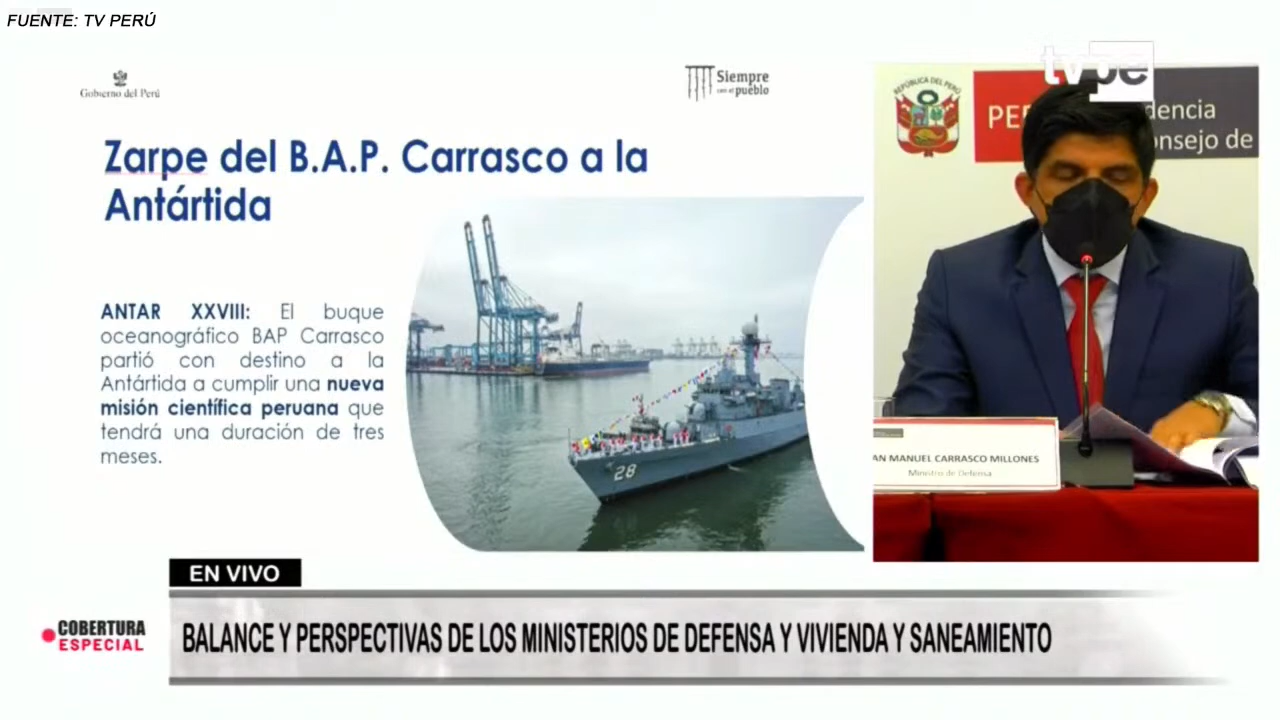 FUENTE: TV PERÚ
Gobierno del Perú
Siempre
con el pueblo
Zarpe del B.A.P. Carrasco a la
Antártida
ANTAR XXVIII: El buque
oceanográfico BAP Carrasco
partió con destino a la
Antártida a cumplir una nueva
misión científica peruana que
tendrá una duración de tres
meses.
28
tvpe
REPÚBLICA DEL PERÚ
PE
dencia
onsejo de
AN MANUEL CARRASCO MILLONES
Ministro de Defensa
EN VIVO
COBERTURA
ESPECIAL
BALANCE Y PERSPECTIVAS DE LOS MINISTERIOS DE DEFENSA Y VIVIENDA Y SANEAMIENTO